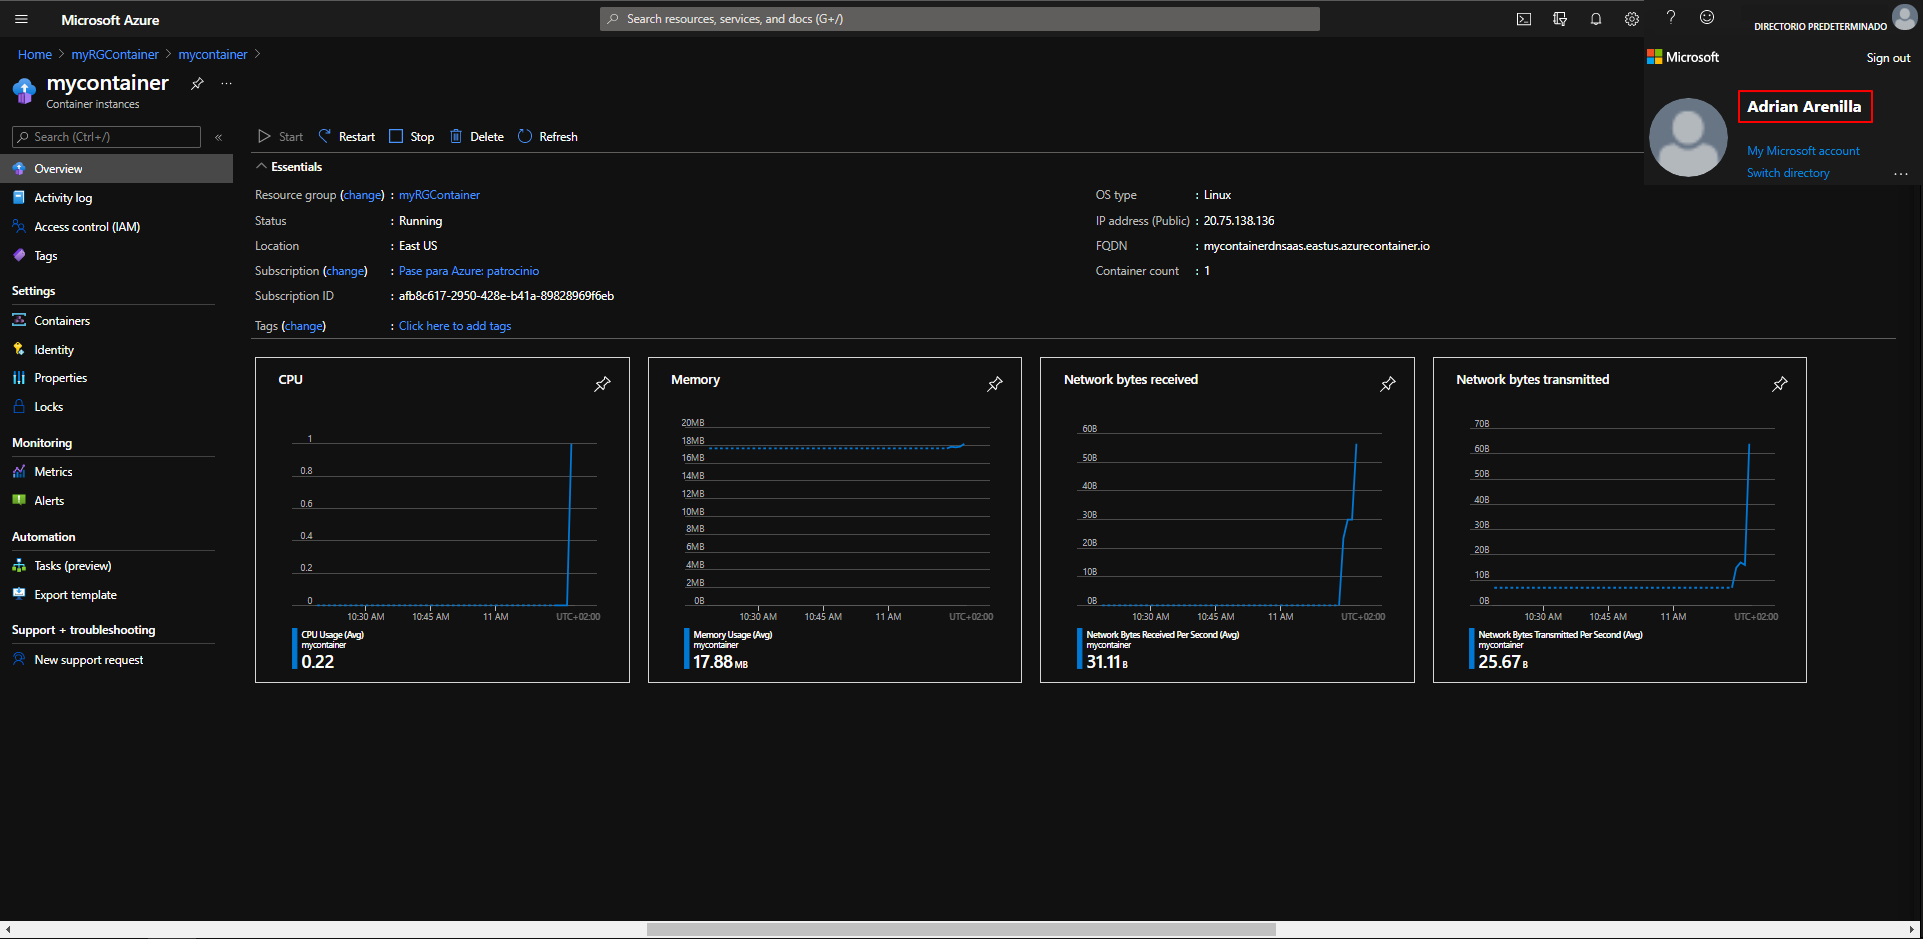 Microsoft Azure
Search resources, services, and docs (G+/)
DIRECTORIO PREDETERMINADO
Home > myRGContainer > mycontainer >
Microsoft
Sign out
mycontainer
...
Container instances
Adrian Arenilla
My Microsoft account
Switch directory
...
Search (Ctrl+/)
«
Overview
Activity log
Access control (IAM)
Tags
Settings
Containers
Identity
Properties
Locks
Monitoring
Metrics
Alerts
Automation
Tasks (preview)
Export template
Support + troubleshooting
New support request
Start
Restart
Stop
Delete
Refresh
Essentials
Resource group (change) : myRGContainer
Status : Running
Location : East US
Subscription (change) : Pase para Azure: patrocinio
Subscription ID : afb8c617-2950-428e-b41a-89828969f6eb
Tags (change) : Click here to add tags
OS type : Linux
IP address (Public) : 20.75.138.136
FQDN : mycontainerdnsaas.eastus.azurecontainer.io
Container count : 1
CPU
1
0.8
0.6
0.4
0.2
0
10:30 AM 10:45 AM 11 AM UTC+02:00
CPU Usage (Avg)
mycontainer
0.22
Memory
20MB
18MB
16MB
14MB
12MB
10MB
8MB
6MB
4MB
2MB
0B
10:30 AM 10:45 AM 11 AM UTC+02:00
Memory Usage (Avg)
mycontainer
17.88 MB
Network bytes received
60B
50B
40B
30B
20B
10B
0B
10:30 AM 10:45 AM 11 AM UTC+02:00
Network Bytes Received Per Second (Avg)
mycontainer
31.11 B
Network bytes transmitted
70B
60B
50B
40B
30B
20B
10B
0B
10:30 AM 10:45 AM 11 AM UTC+02:00
Network Bytes Transmitted Per Second (Avg)
mycontainer
25.67 B